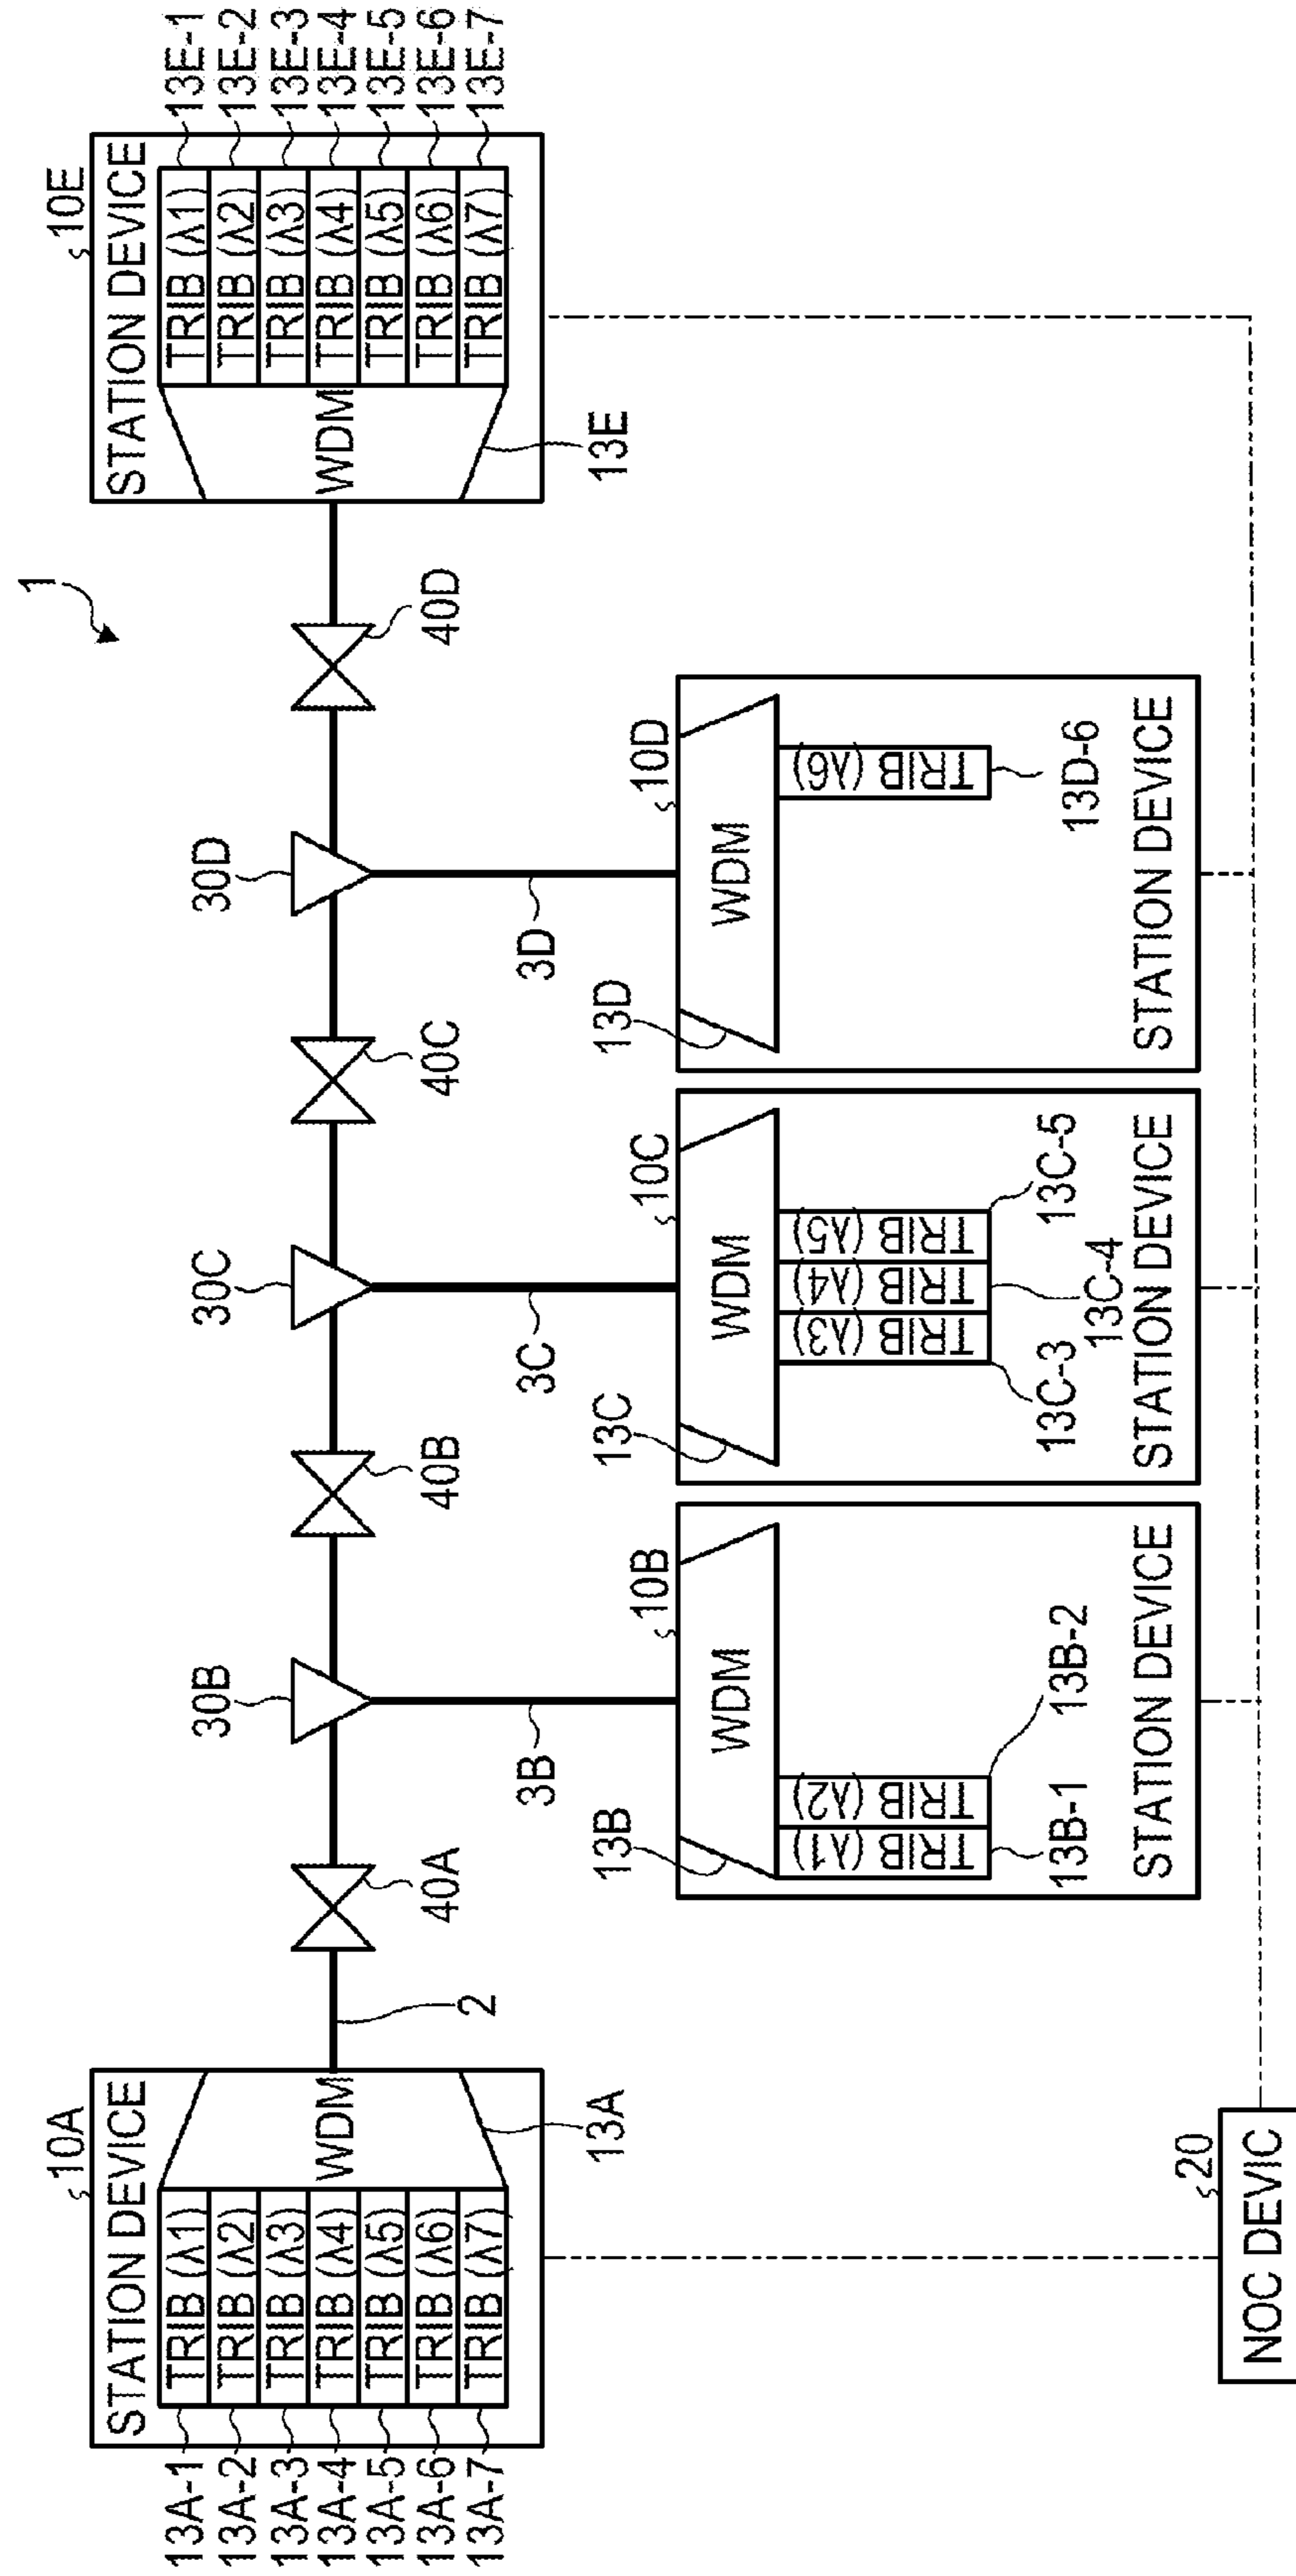 1
10A
STATION DEVICE
13A-1
TRIB (λ1)
13A-2
TRIB (λ2)
13A-3
TRIB (λ3)
13A-4
TRIB (λ4)
13A-5
TRIB (λ5)
13A-6
TRIB (λ6)
13A-7
TRIB (λ7)
WDM
13A
2
40A
30B
40B
30C
40C
30D
40D
10E
STATION DEVICE
TRIB (λ1)
13E-1
TRIB (λ2)
13E-2
TRIB (λ3)
13E-3
TRIB (λ4)
13E-4
TRIB (λ5)
13E-5
TRIB (λ6)
13E-6
TRIB (λ7)
13E-7
WDM
13E
3B
3C
3D
13B
10B
WDM
TRIB (λ1)
TRIB (λ2)
13B-1
13B-2
STATION DEVICE
13C
10C
WDM
TRIB (λ3)
TRIB (λ4)
TRIB (λ5)
13C-3
13C-4
13C-5
STATION DEVICE
13D
10D
WDM
TRIB (λ6)
13D-6
STATION DEVICE
20
NOC DEVIC